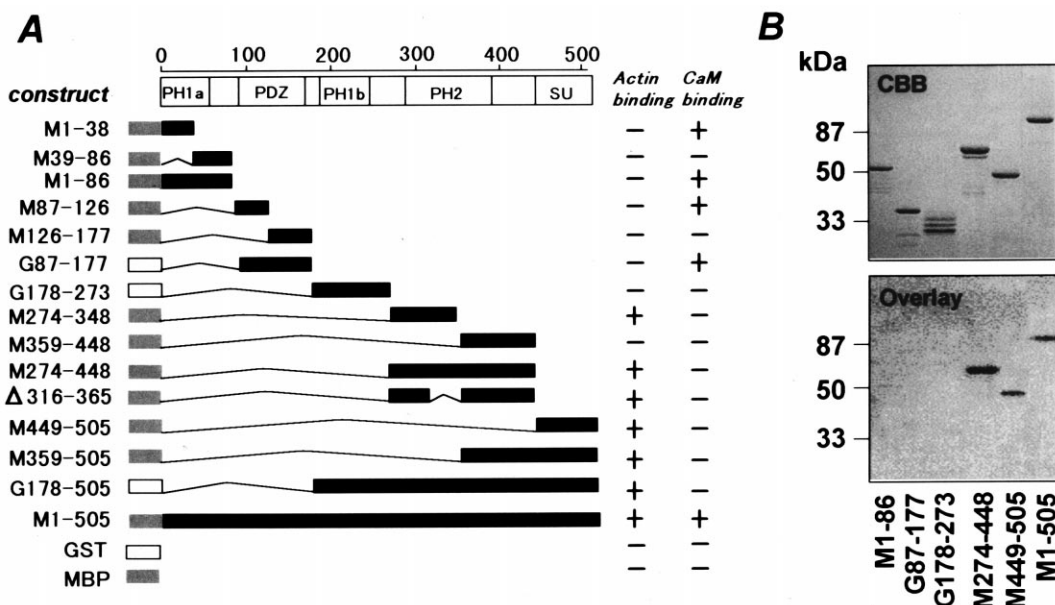 A
0 100 200 300 400 500
construct PH1a PDZ PH1b PH2 SU Actin binding CaM binding
M1-38 − +
M39-86 − −
M1-86 − +
M87-126 − +
M126-177 − −
G87-177 − +
G178-273 − −
M274-348 + −
M359-448 − −
M274-448 + −
Δ316-365 + −
M449-505 + −
M359-505 + −
G178-505 + −
M1-505 + +
GST − −
MBP − −
B
kDa
CBB
87
50
33
Overlay
87
50
33
M1-86
G87-177
G178-273
M274-448
M449-505
M1-505